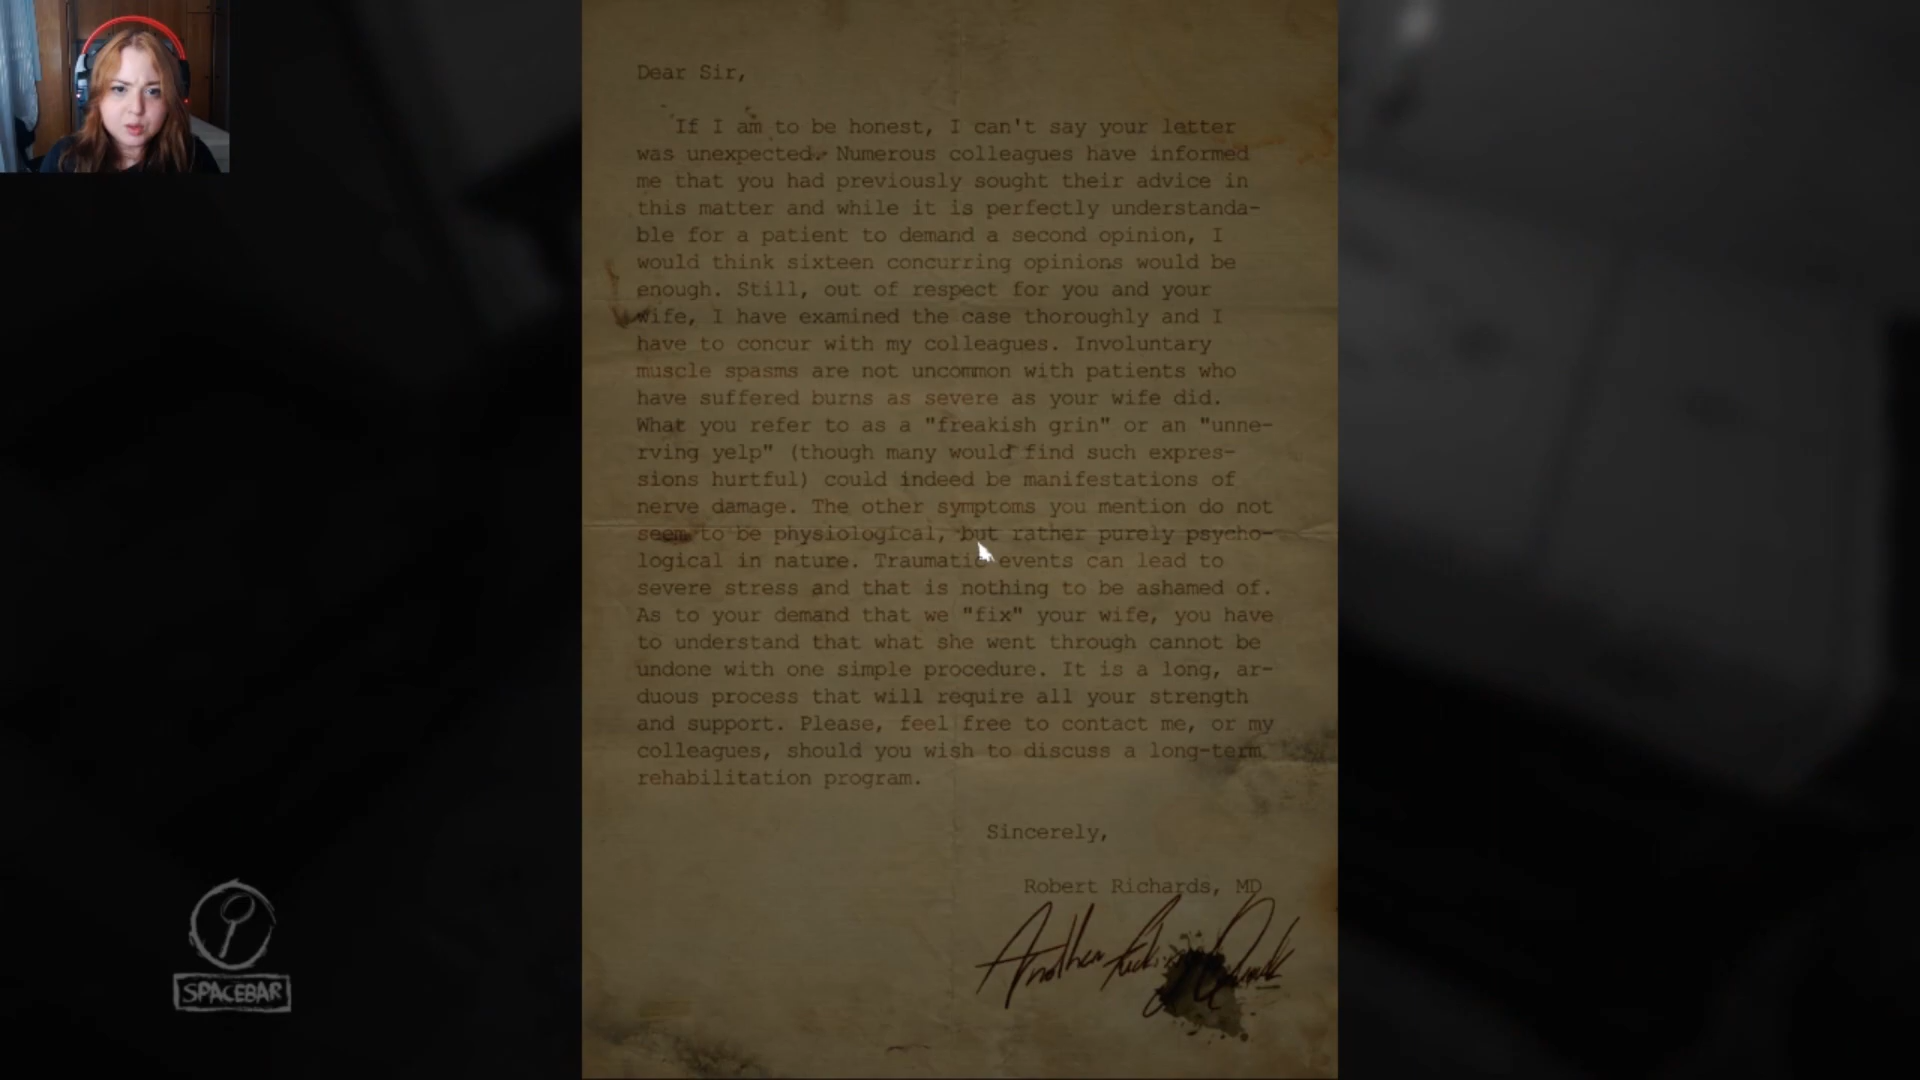 Dear Sir,
If I am to be honest, I can't say your letter
was unexpected. Numerous colleagues have informed
me that you had previously sought their advice in
this matter and while it is perfectly understanda-
ble for a patient to demand a second opinion, I
would think sixteen concurring opinions would be
enough. Still, out of respect for you and your
wife, I have examined the case thoroughly and I
have to concur with my colleagues. Involuntary
muscle spasms are not uncommon with patients who
have suffered burns as severe as your wife did.
What you refer to as a "freakish grin" or an "unne-
rving yelp" (though many would find such expres-
sions hurtful) could indeed be manifestations of
nerve damage. The other symptoms you mention do not
seem to be physiological, but rather purely psycho-
logical in nature. Traumatic events can lead to
severe stress and that is nothing to be ashamed of.
As to your demand that we "fix" your wife, you have
to understand that what she went through cannot be
undone with one simple procedure. It is a long, ar-
duous process that will require all your strength
and support. Please, feel free to contact me, or my
colleagues, should you wish to discuss a long-term
rehabilitation program.
Sincerely,
Robert Richards, MD
Another
SPACEBAR